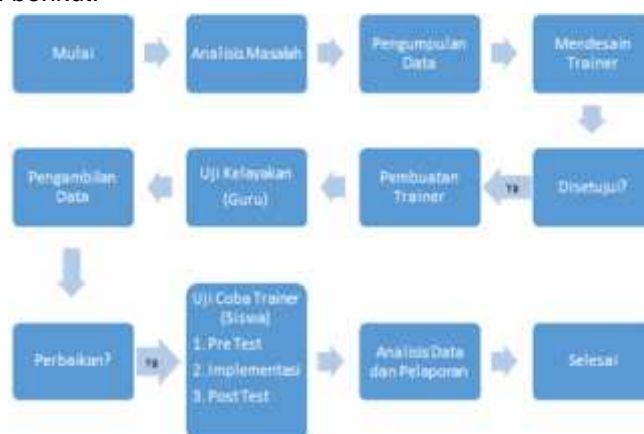 berikut.
Mulai
Analisis Masalah
Pengumpulan
Data
Mendesain
Trainer
Disetujui?
Ya
Pembuatan
Trainer
Uji Kelayakan
(Guru)
Pengambilan
Data
Perbaikan?
Ya
Uji Coba Trainer
(Siswa)
1. Pre Test
2. Implementasi
3. Post Test
Analisis Data
dan Pelaporan
Selesai